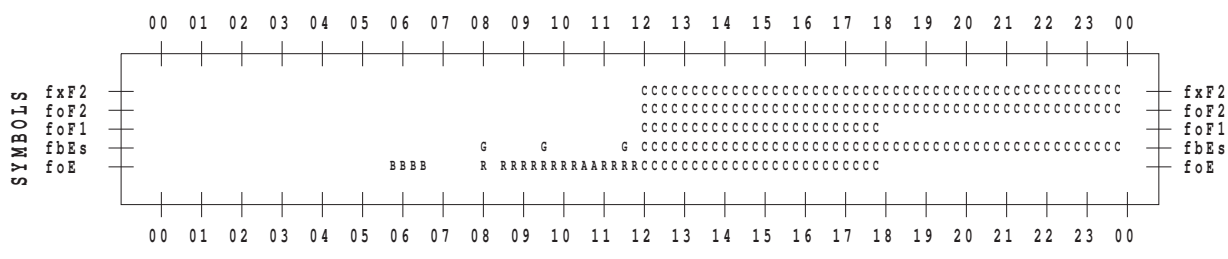 00 01 02 03 04 05 06 07 08 09 10 11 12 13 14 15 16 17 18 19 20 21 22 23 00
SYMBOLS
fxF2 CCCCCCCCCCCCCCCCCCCCCCCCCCCCCCCCCCCCCCCCCCCCCCCC fxF2
foF2 CCCCCCCCCCCCCCCCCCCCCCCCCCCCCCCCCCCCCCCCCCCCCCCC foF2
foF1 CCCCCCCCCCCCCCCCCCCCCCCC foF1
fbEs G G G CCCCCCCCCCCCCCCCCCCCCCCCCCCCCCCCCCCCCCCCCCCCCCCC fbEs
foE BBBB R RRRRRRRRAARRRRCCCCCCCCCCCCCCCCCCCCCCCC foE
00 01 02 03 04 05 06 07 08 09 10 11 12 13 14 15 16 17 18 19 20 21 22 23 00